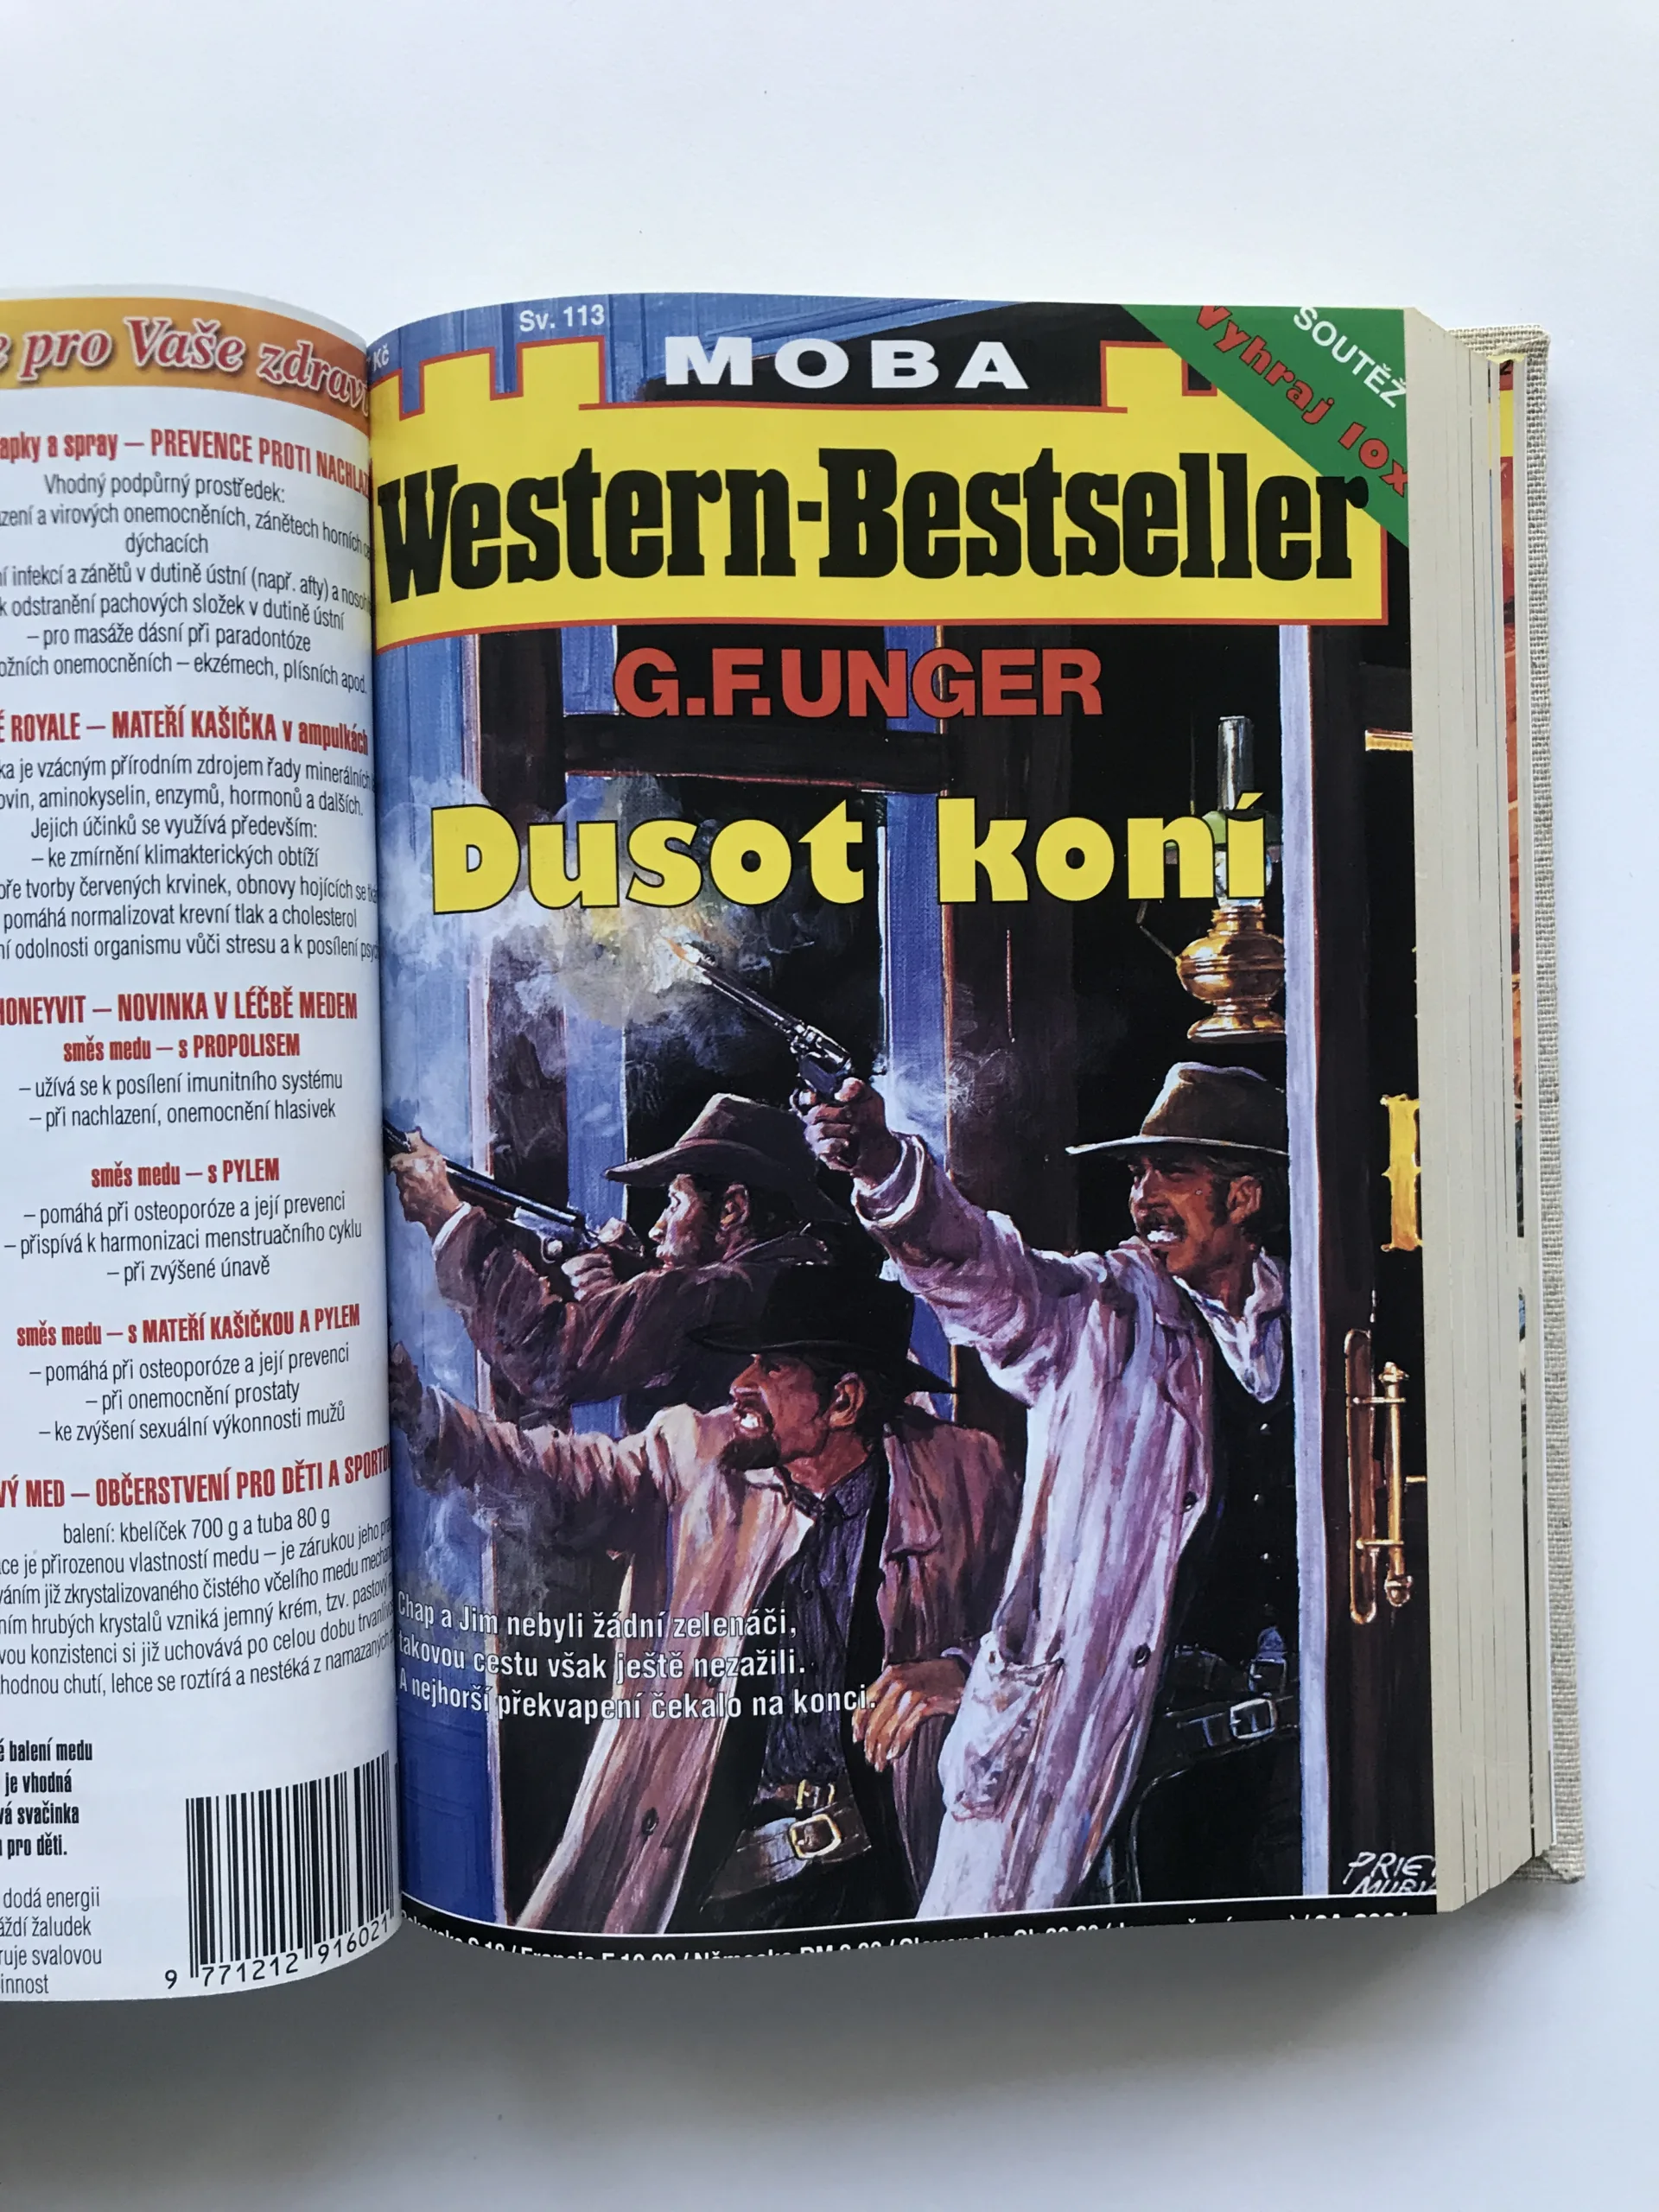 pro Vaše zdrav
apky a spray – PREVENCE PROTI NACHLAZ
Vhodný podpůrný prostředek:
zení a virových onemocněních, zánětech horních
dýchacích
í infekcí a zánětů v dutině ústní (např. afty) a nosoh
k odstranění pachových složek v dutině ústní
– pro masáže dásní při paradontóze
ožních onemocněních – ekzémech, plísních apod.
ROYALE – MATEŘÍ KAŠIČKA v ampulkách
ka je vzácným přírodním zdrojem řady minerálních
ovin, aminokyselin, enzymů, hormonů a dalších.
Jejich účinků se využívá především:
– ke zmírnění klimakterických obtíží
oře tvorby červených krvinek, obnovy hojících se
pomáhá normalizovat krevní tlak a cholesterol
ní odolnosti organismu vůči stresu a k posílení psy
HONEYVIT – NOVINKA V LÉČBĚ MEDEM
směs medu – s PROPOLISEM
– užívá se k posílení imunitního systému
– při nachlazení, onemocnění hlasivek
směs medu – s PYLEM
– pomáhá při osteoporóze a její prevenci
– přispívá k harmonizaci menstruačního cyklu
– při zvýšené únavě
směs medu – s MATEŘÍ KAŠIČKOU A PYLEM
– pomáhá při osteoporóze a její prevenci
– při onemocnění prostaty
– ke zvýšení sexuální výkonnosti mužů
VÝ MED – OBČERSTVENÍ PRO DĚTI A SPORTO
balení: kbelíček 700 g a tuba 80 g
ce je přirozenou vlastností medu – je zárukou jeho
váním již zkrystalizovaného čistého včelího medu
ním hrubých krystalů vzniká jemný krém, tzv. pastový
vou konzistenci si již uchovává po celou dobu
hodnou chutí, lehce se roztírá a nestéká z namazaných
é balení medu
je vhodná
vá svačinka
pro děti.
dodá energii
áždí žaludek
ruje svalovou
innost
9 771212 916021
Kč
Sv. 113
MOBA
SOUTĚŽ
Vyhraj 10x
Western-Bestseller
G.F.UNGER
Dusot koní
Chap a Jim nebyli žádní zelenáči,
takovou cestu však ještě nezažili.
A nejhorší překvapení čekalo na konci.
PRIE